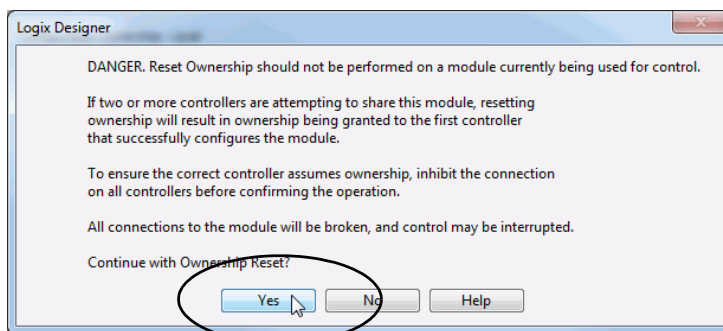 Logix Designer
DANGER. Reset Ownership should not be performed on a module currently being used for control.
If two or more controllers are attempting to share this module, resetting
ownership will result in ownership being granted to the first controller
that successfully configures the module.
To ensure the correct controller assumes ownership, inhibit the connection
on all controllers before confirming the operation.
All connections to the module will be broken, and control may be interrupted.
Continue with Ownership Reset?
Yes No Help